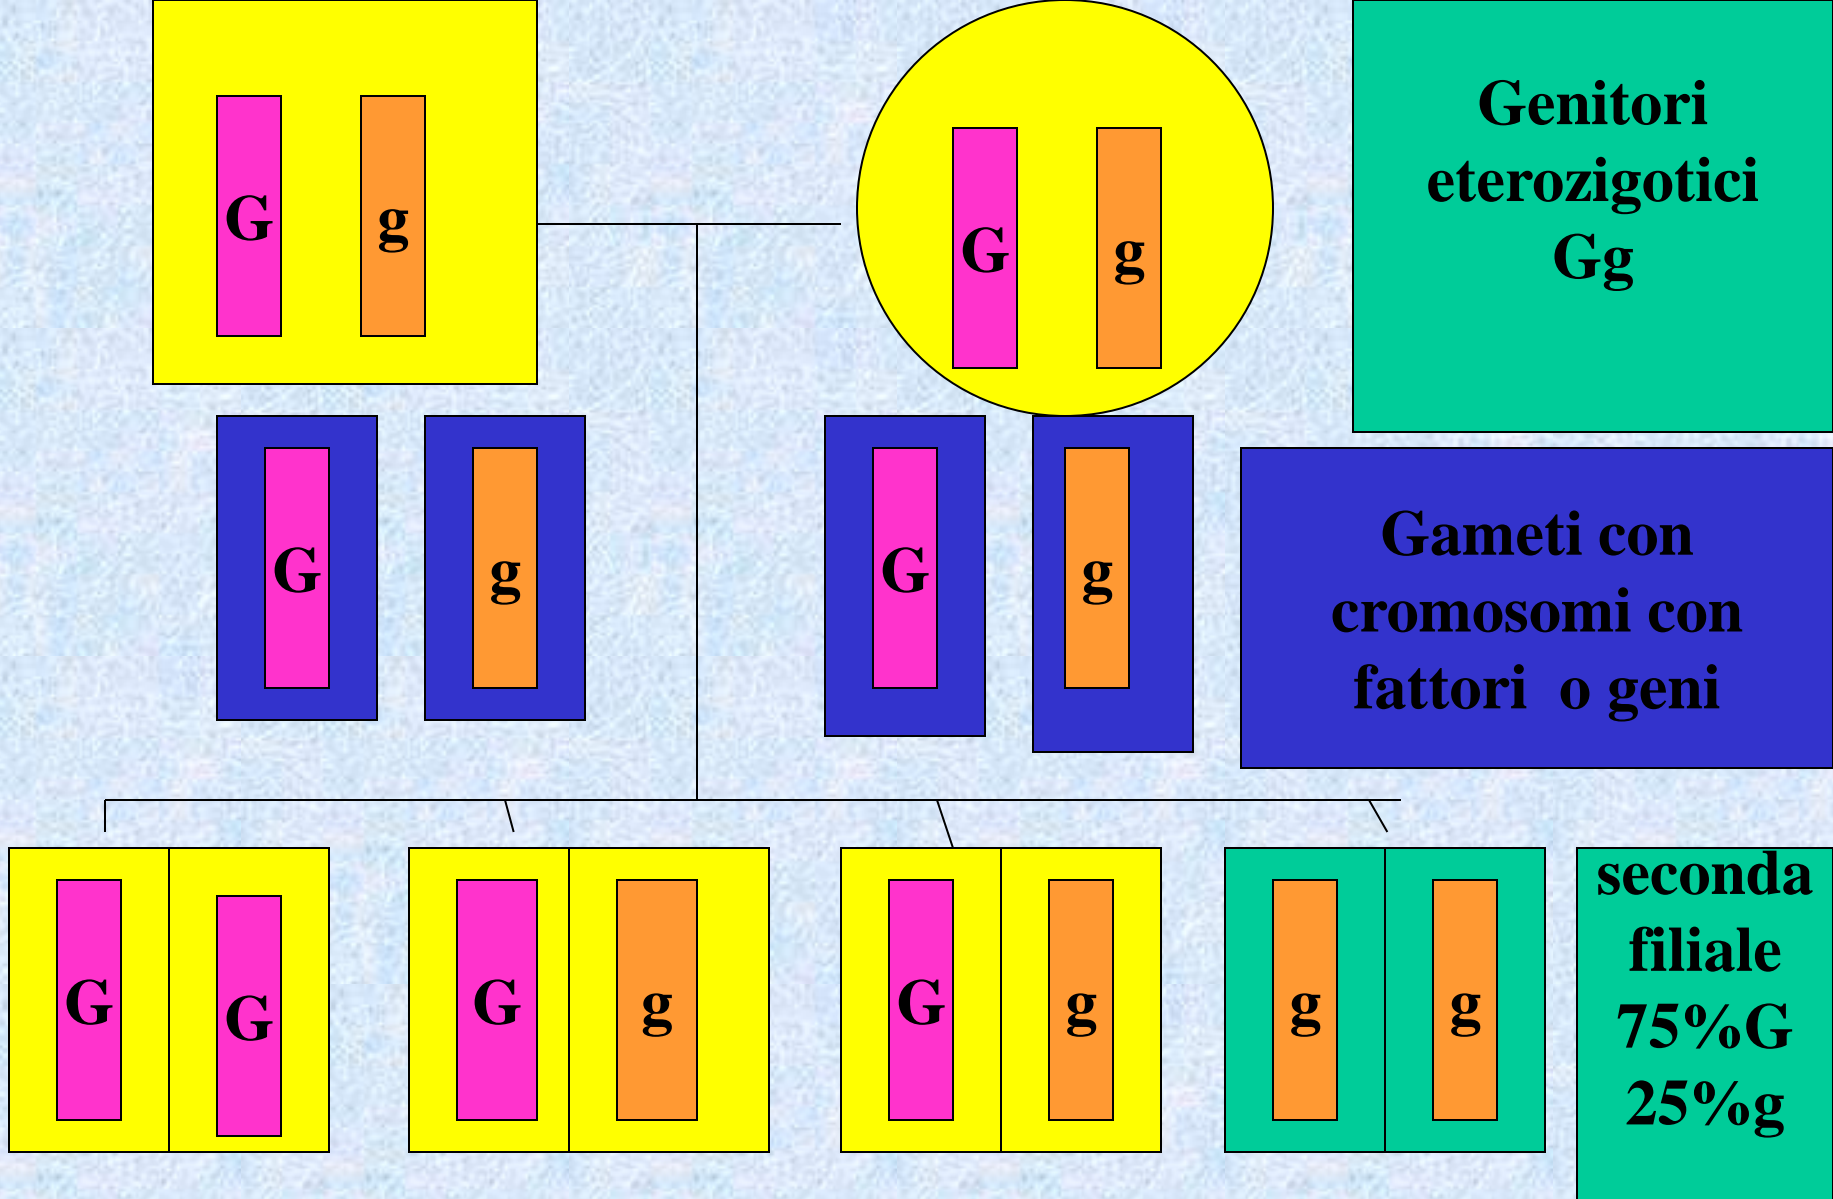 G g
G g
Genitori
eterozigotici
Gg
G g
G g
Gameti con
cromosomi con
fattori  o geni
G G
G g
G g
g g
seconda
filiale
75%G
25%g